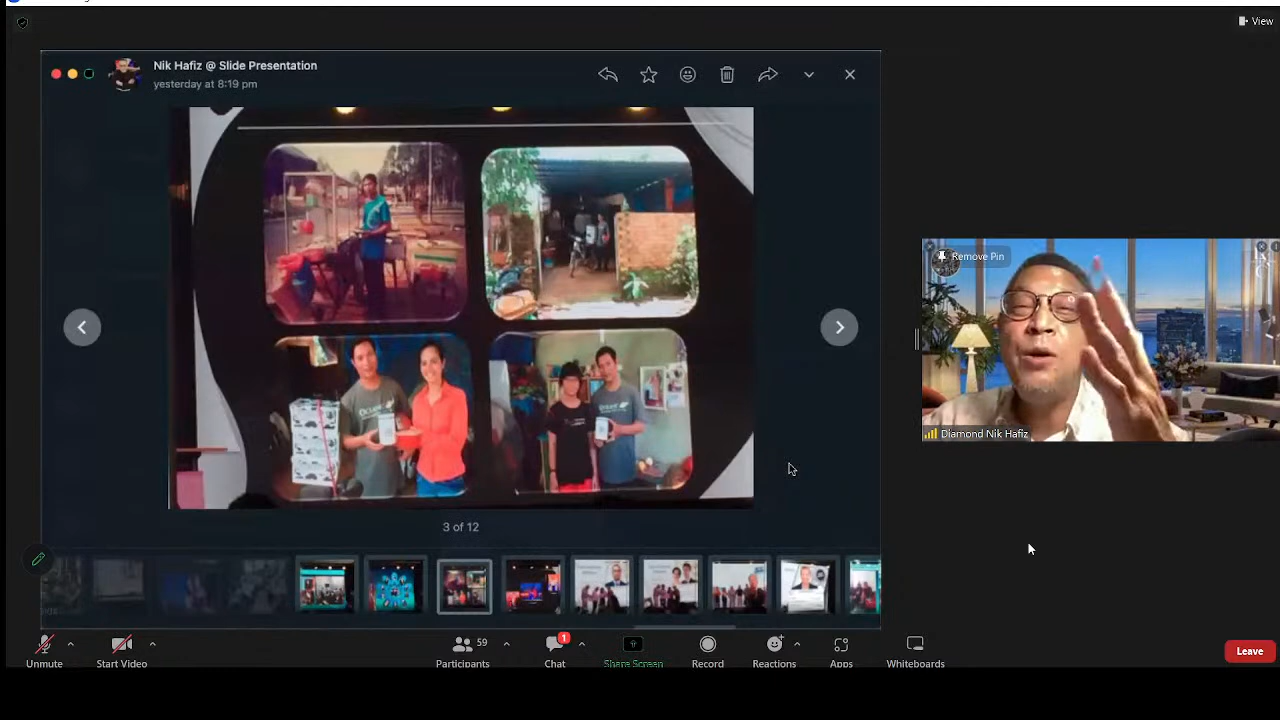 View
Nik Hafiz @ Slide Presentation
yesterday at 8:19 pm
Remove Pin
Diamond Nik Hafiz
3 of 12
59
1
Unmute
Start Video
Participants
Chat
Share Screen
Record
Reactions
Apps
Whiteboards
Leave